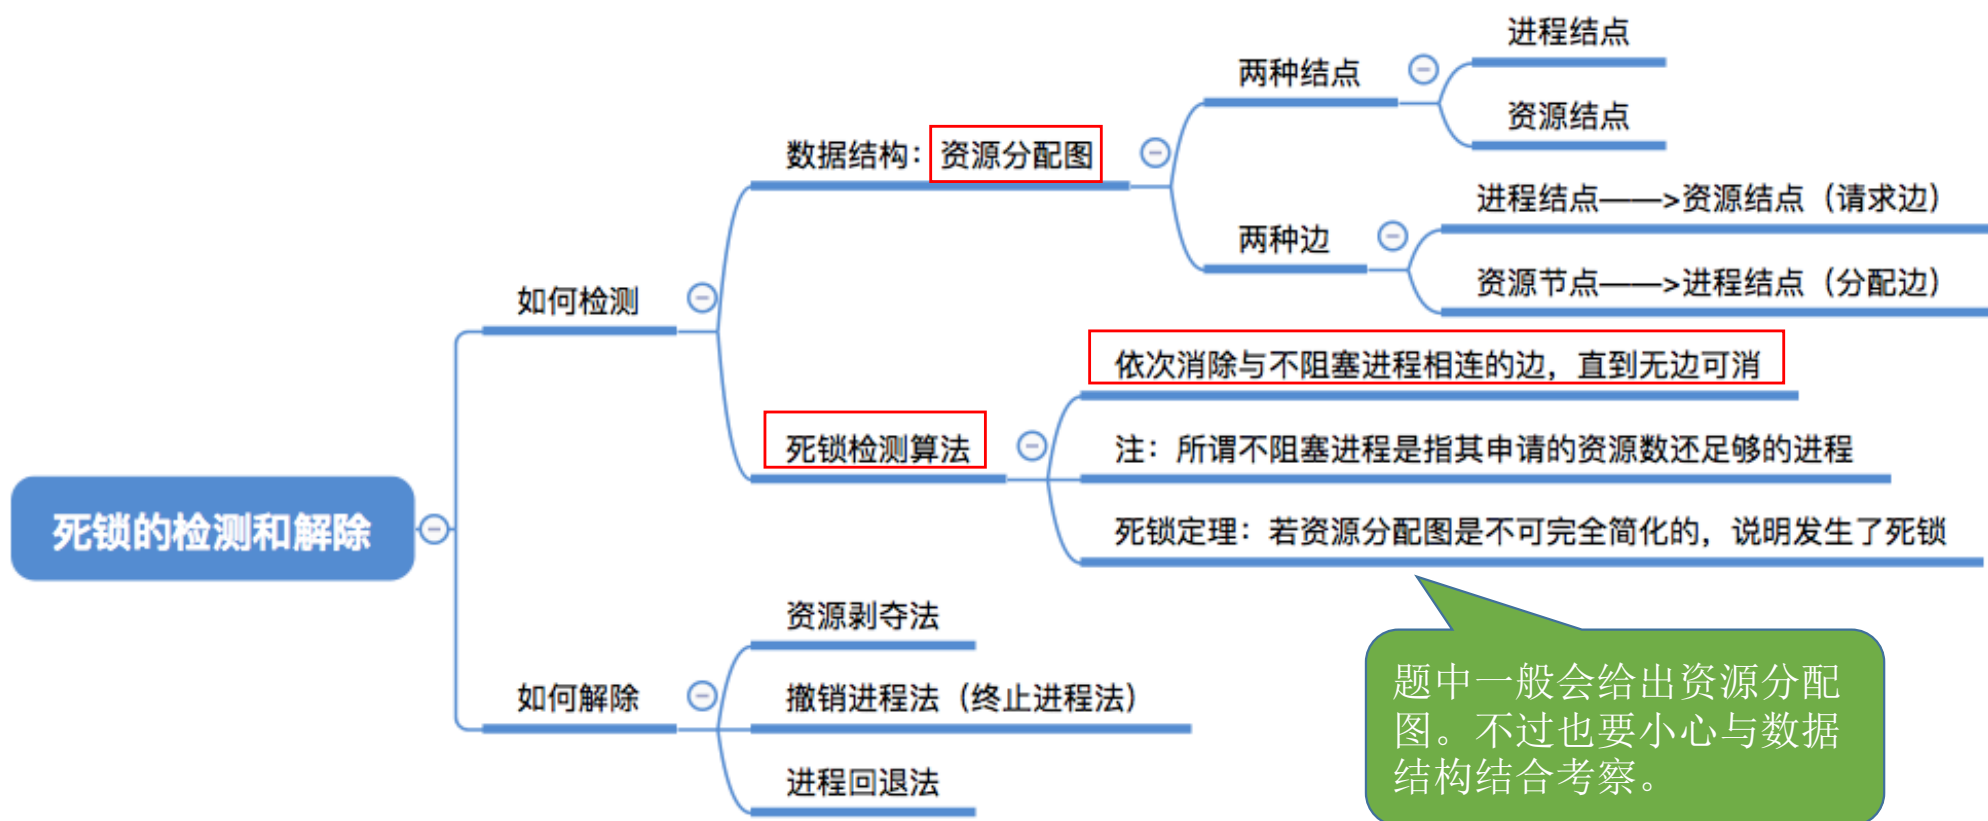 死锁的检测和解除
如何检测
数据结构：资源分配图
两种结点
进程结点
资源结点
两种边
进程结点——>资源结点（请求边）
资源节点——>进程结点（分配边）
死锁检测算法
依次消除与不阻塞进程相连的边，直到无边可消
注：所谓不阻塞进程是指其申请的资源数还足够的进程
死锁定理：若资源分配图是不可完全简化的，说明发生了死锁
题中一般会给出资源分配
图。不过也要小心与数据
结构结合考察。
如何解除
资源剥夺法
撤销进程法（终止进程法）
进程回退法